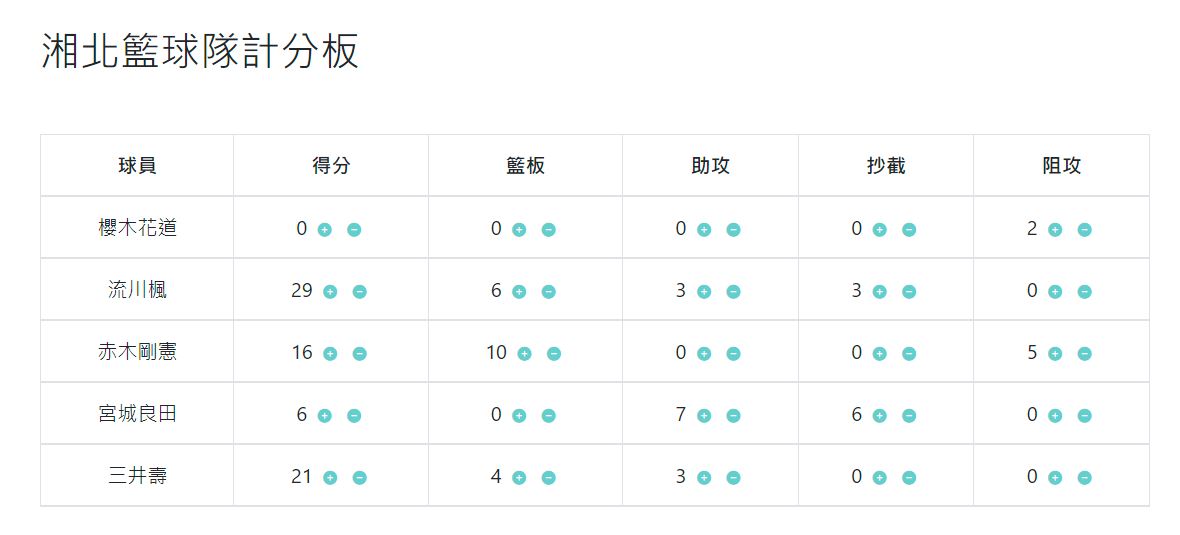 湘北籃球隊計分板
球員 得分 籃板 助攻 抄截 阻攻
櫻木花道 0 0 0 0 2
流川楓 29 6 3 3 0
赤木剛憲 16 10 0 0 5
宮城良田 6 0 7 6 0
三井壽 21 4 3 0 0